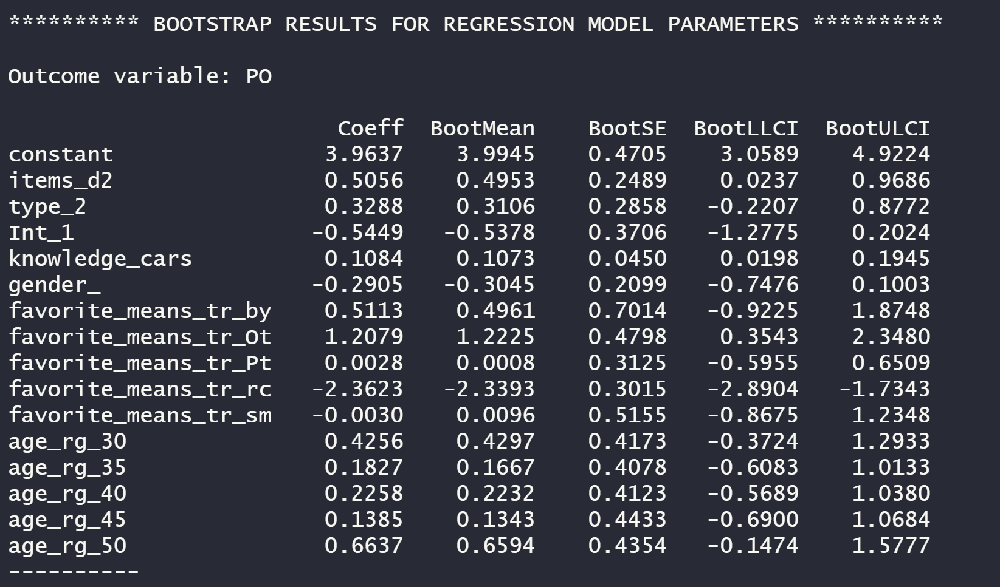 ********** BOOTSTRAP RESULTS FOR REGRESSION MODEL PARAMETERS **********
Outcome variable: PO
Coeff BootMean BootSE BootLLCI BootULCI
constant 3.9637 3.9945 0.4705 3.0589 4.9224
items_d2 0.5056 0.4953 0.2489 0.0237 0.9686
type_2 0.3288 0.3106 0.2858 -0.2207 0.8772
Int_1 -0.5449 -0.5378 0.3706 -1.2775 0.2024
knowledge_cars 0.1084 0.1073 0.0450 0.0198 0.1945
gender_ -0.2905 -0.3045 0.2099 -0.7476 0.1003
favorite_means_tr_by 0.5113 0.4961 0.7014 -0.9225 1.8748
favorite_means_tr_Ot 1.2079 1.2225 0.4798 0.3543 2.3480
favorite_means_tr_Pt 0.0028 0.0008 0.3125 -0.5955 0.6509
favorite_means_tr_rc -2.3623 -2.3393 0.3015 -2.8904 -1.7343
favorite_means_tr_sm -0.0030 0.0096 0.5155 -0.8675 1.2348
age_rg_30 0.4256 0.4297 0.4173 -0.3724 1.2933
age_rg_35 0.1827 0.1667 0.4078 -0.6083 1.0133
age_rg_40 0.2258 0.2232 0.4123 -0.5689 1.0380
age_rg_45 0.1385 0.1343 0.4433 -0.6900 1.0684
age_rg_50 0.6637 0.6594 0.4354 -0.1474 1.5777
----------